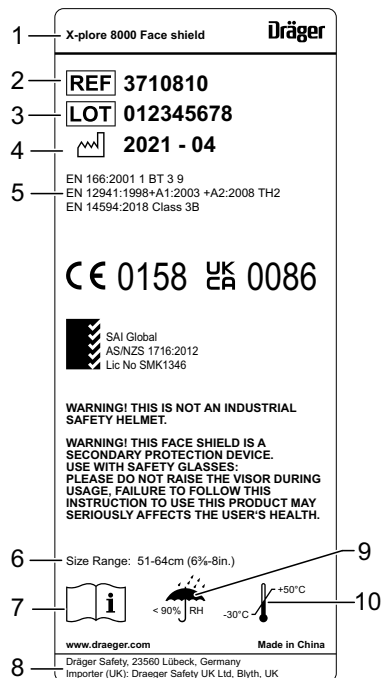 1 X-plore 8000 Face shield Dräger
2 REF 3710810
3 LOT 012345678
4 2021 - 04
EN 166:2001 1 BT 3 9
5 EN 12941:1998+A1:2003 +A2:2008 TH2
EN 14594:2018 Class 3B
CE 0158 UK CA 0086
SAI Global
AS/NZS 1716:2012
Lic No SMK1346
WARNING! THIS IS NOT AN INDUSTRIAL
SAFETY HELMET.
WARNING! THIS FACE SHIELD IS A
SECONDARY PROTECTION DEVICE.
USE WITH SAFETY GLASSES:
PLEASE DO NOT RAISE THE VISOR DURING
USAGE, FAILURE TO FOLLOW THIS
INSTRUCTION TO USE THIS PRODUCT MAY
SERIOUSLY AFFECTS THE USER'S HEALTH.
6 Size Range: 51-64cm (6⅜-8in.)
9
7 i < 90% RH -30°C +50°C 10
www.draeger.com Made in China
8 Dräger Safety, 23560 Lübeck, Germany
Importer (UK): Draeger Safety UK Ltd, Blyth, UK